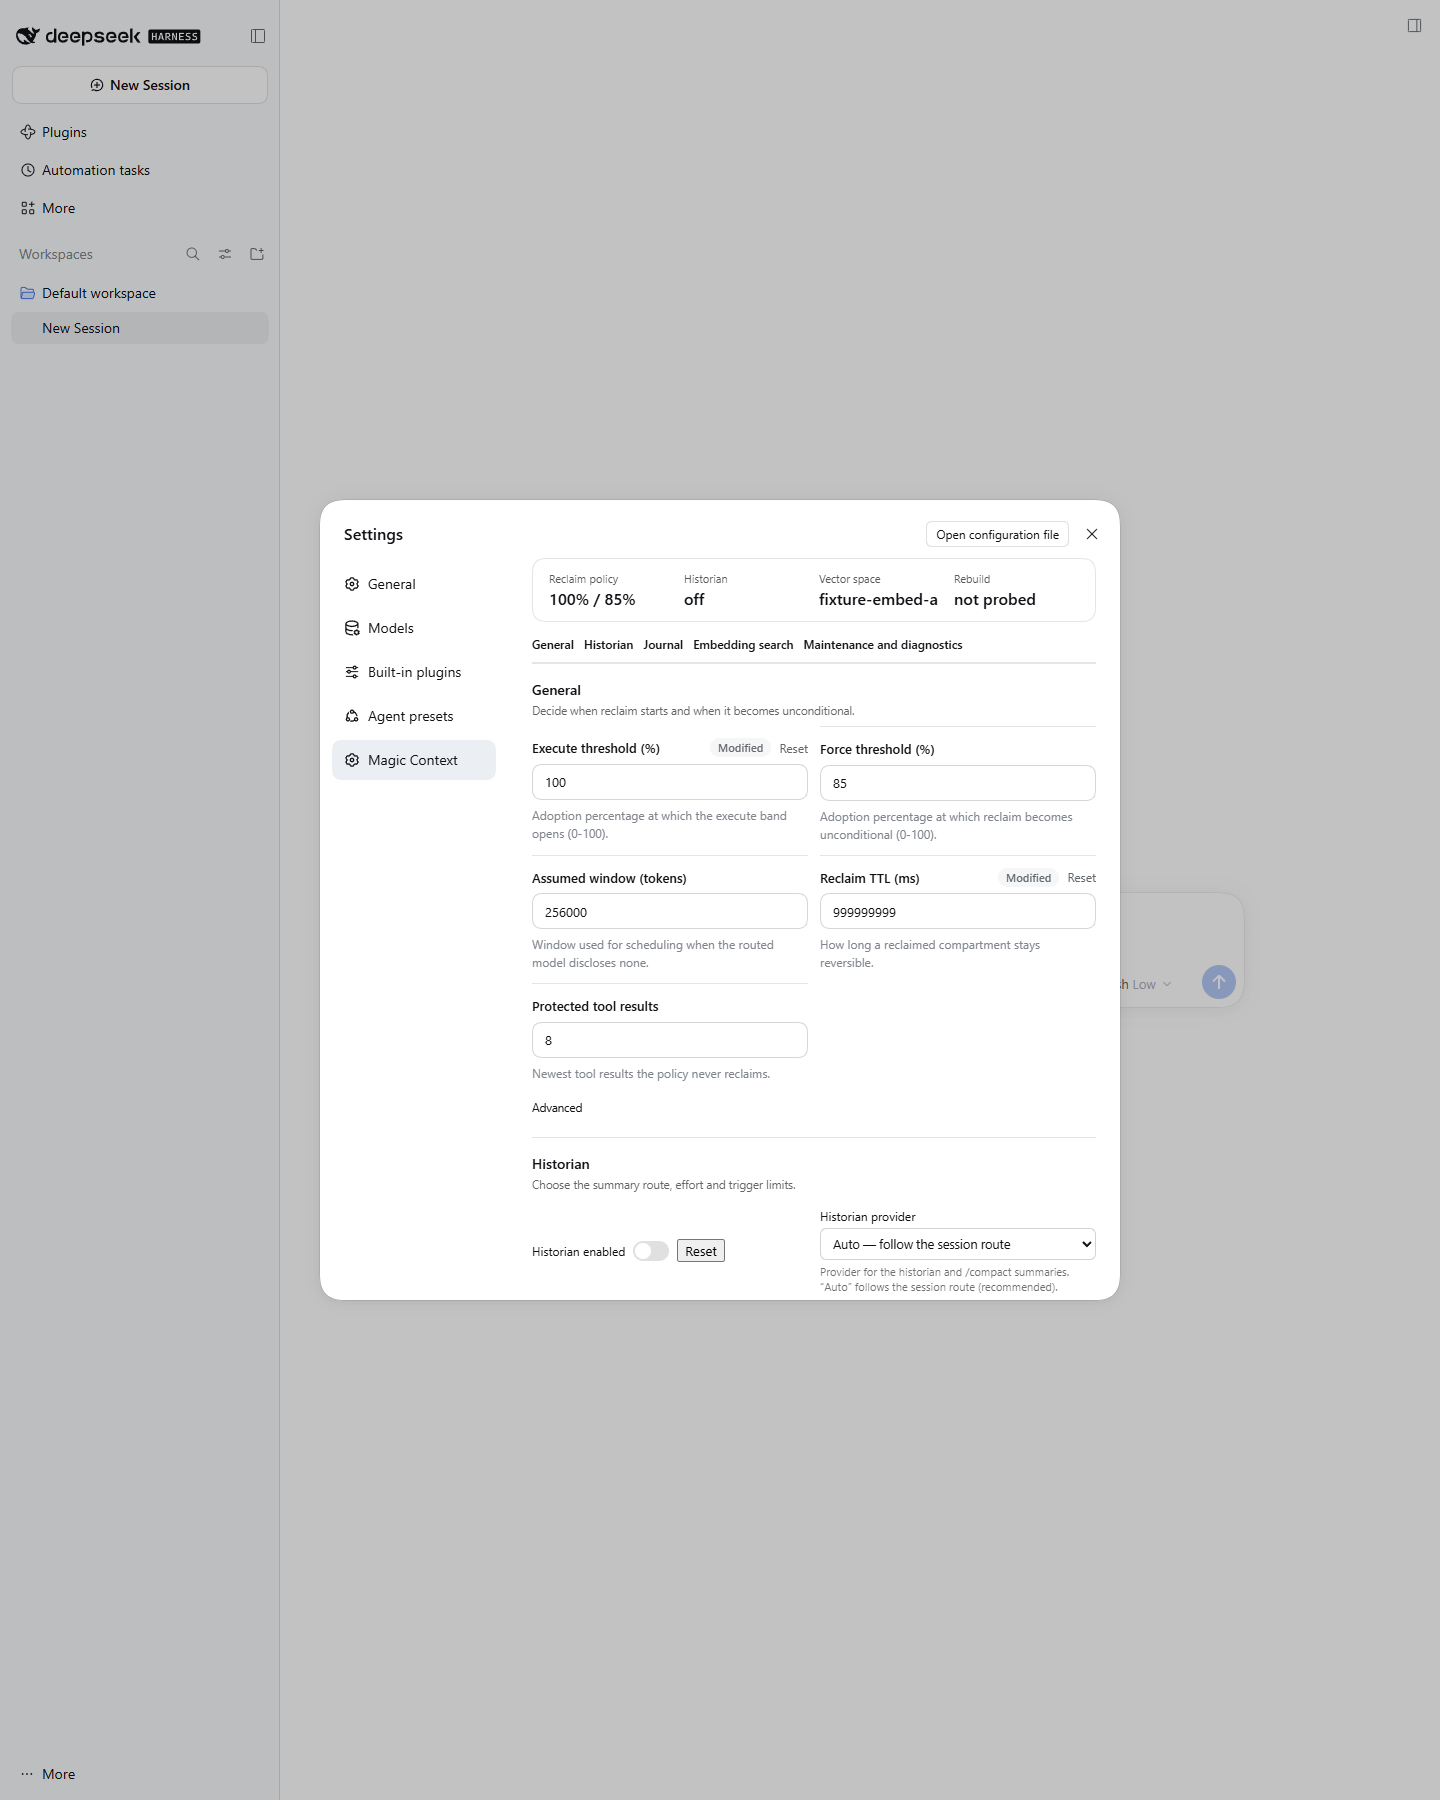 deepseek HARNESS
New Session
Plugins
Automation tasks
More
Workspaces
Default workspace
New Session
More
Settings
Open configuration file
General
Models
Built-in plugins
Agent presets
Magic Context
Reclaim policy
100% / 85%
Historian
off
Vector space
fixture-embed-a
Rebuild
not probed
General Historian Journal Embedding search Maintenance and diagnostics
General
Decide when reclaim starts and when it becomes unconditional.
Execute threshold (%) Modified Reset
100
Adoption percentage at which the execute band
opens (0-100).
Force threshold (%)
85
Adoption percentage at which reclaim becomes
unconditional (0-100).
Assumed window (tokens)
256000
Window used for scheduling when the routed
model discloses none.
Reclaim TTL (ms) Modified Reset
999999999
How long a reclaimed compartment stays
reversible.
Protected tool results
8
Newest tool results the policy never reclaims.
Advanced
Historian
Choose the summary route, effort and trigger limits.
Historian enabled Reset
Historian provider
Auto — follow the session route
Provider for the historian and /compact summaries.
"Auto" follows the session route (recommended).
Low